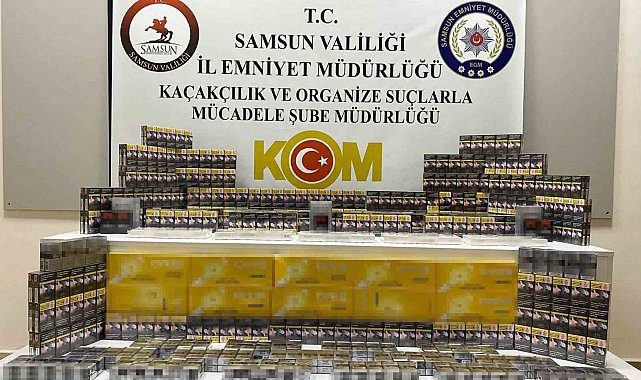 T.C.
SAMSUN VALİLİĞİ
İL EMNİYET MÜDÜRLÜĞÜ
KAÇAKÇILIK VE ORGANİZE SUÇLARLA
MÜCADELE ŞUBE MÜDÜRLÜĞÜ
KOM
SAMSUN
SAMSUN VALİLİĞİ
SAMSUN EMNİYET MÜDÜRLÜĞÜ
EGM